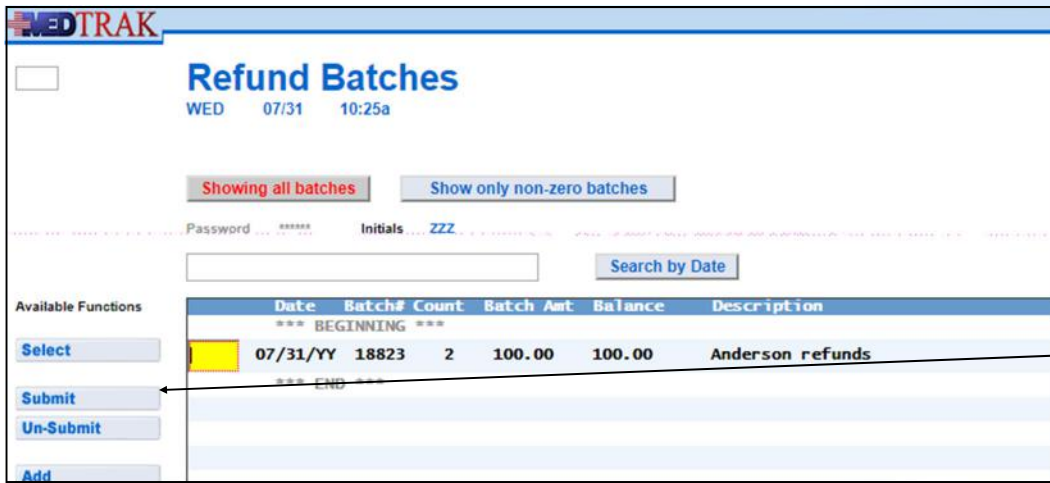 MEDTRAK
Refund Batches
WED 07/31 10:25a
Showing all batches Show only non-zero batches
Password ****** Initials ZZZ
Search by Date
Available Functions
Date Batch# Count Batch Amt Balance Description
*** BEGINNING ***
Select
07/31/YY 18823 2 100.00 100.00 Anderson refunds
*** END ***
Submit
Un-Submit
Add